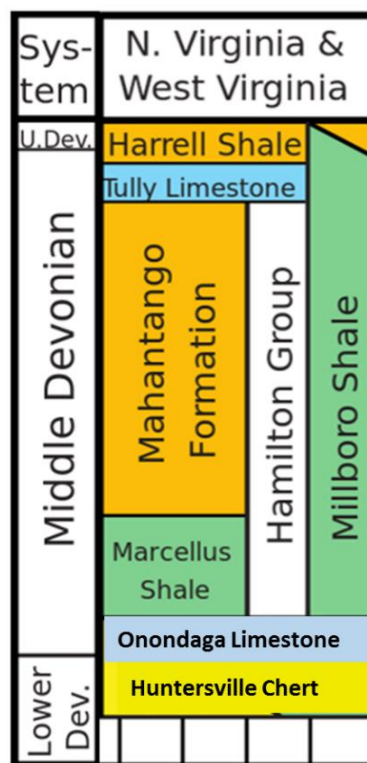 Sys-
tem
N. Virginia &
West Virginia
U.Dev.
Harrell Shale
Tully Limestone
Middle Devonian
Mahantango
Formation
Hamilton Group
Millboro Shale
Marcellus
Shale
Onondaga Limestone
Lower
Dev.
Huntersville Chert